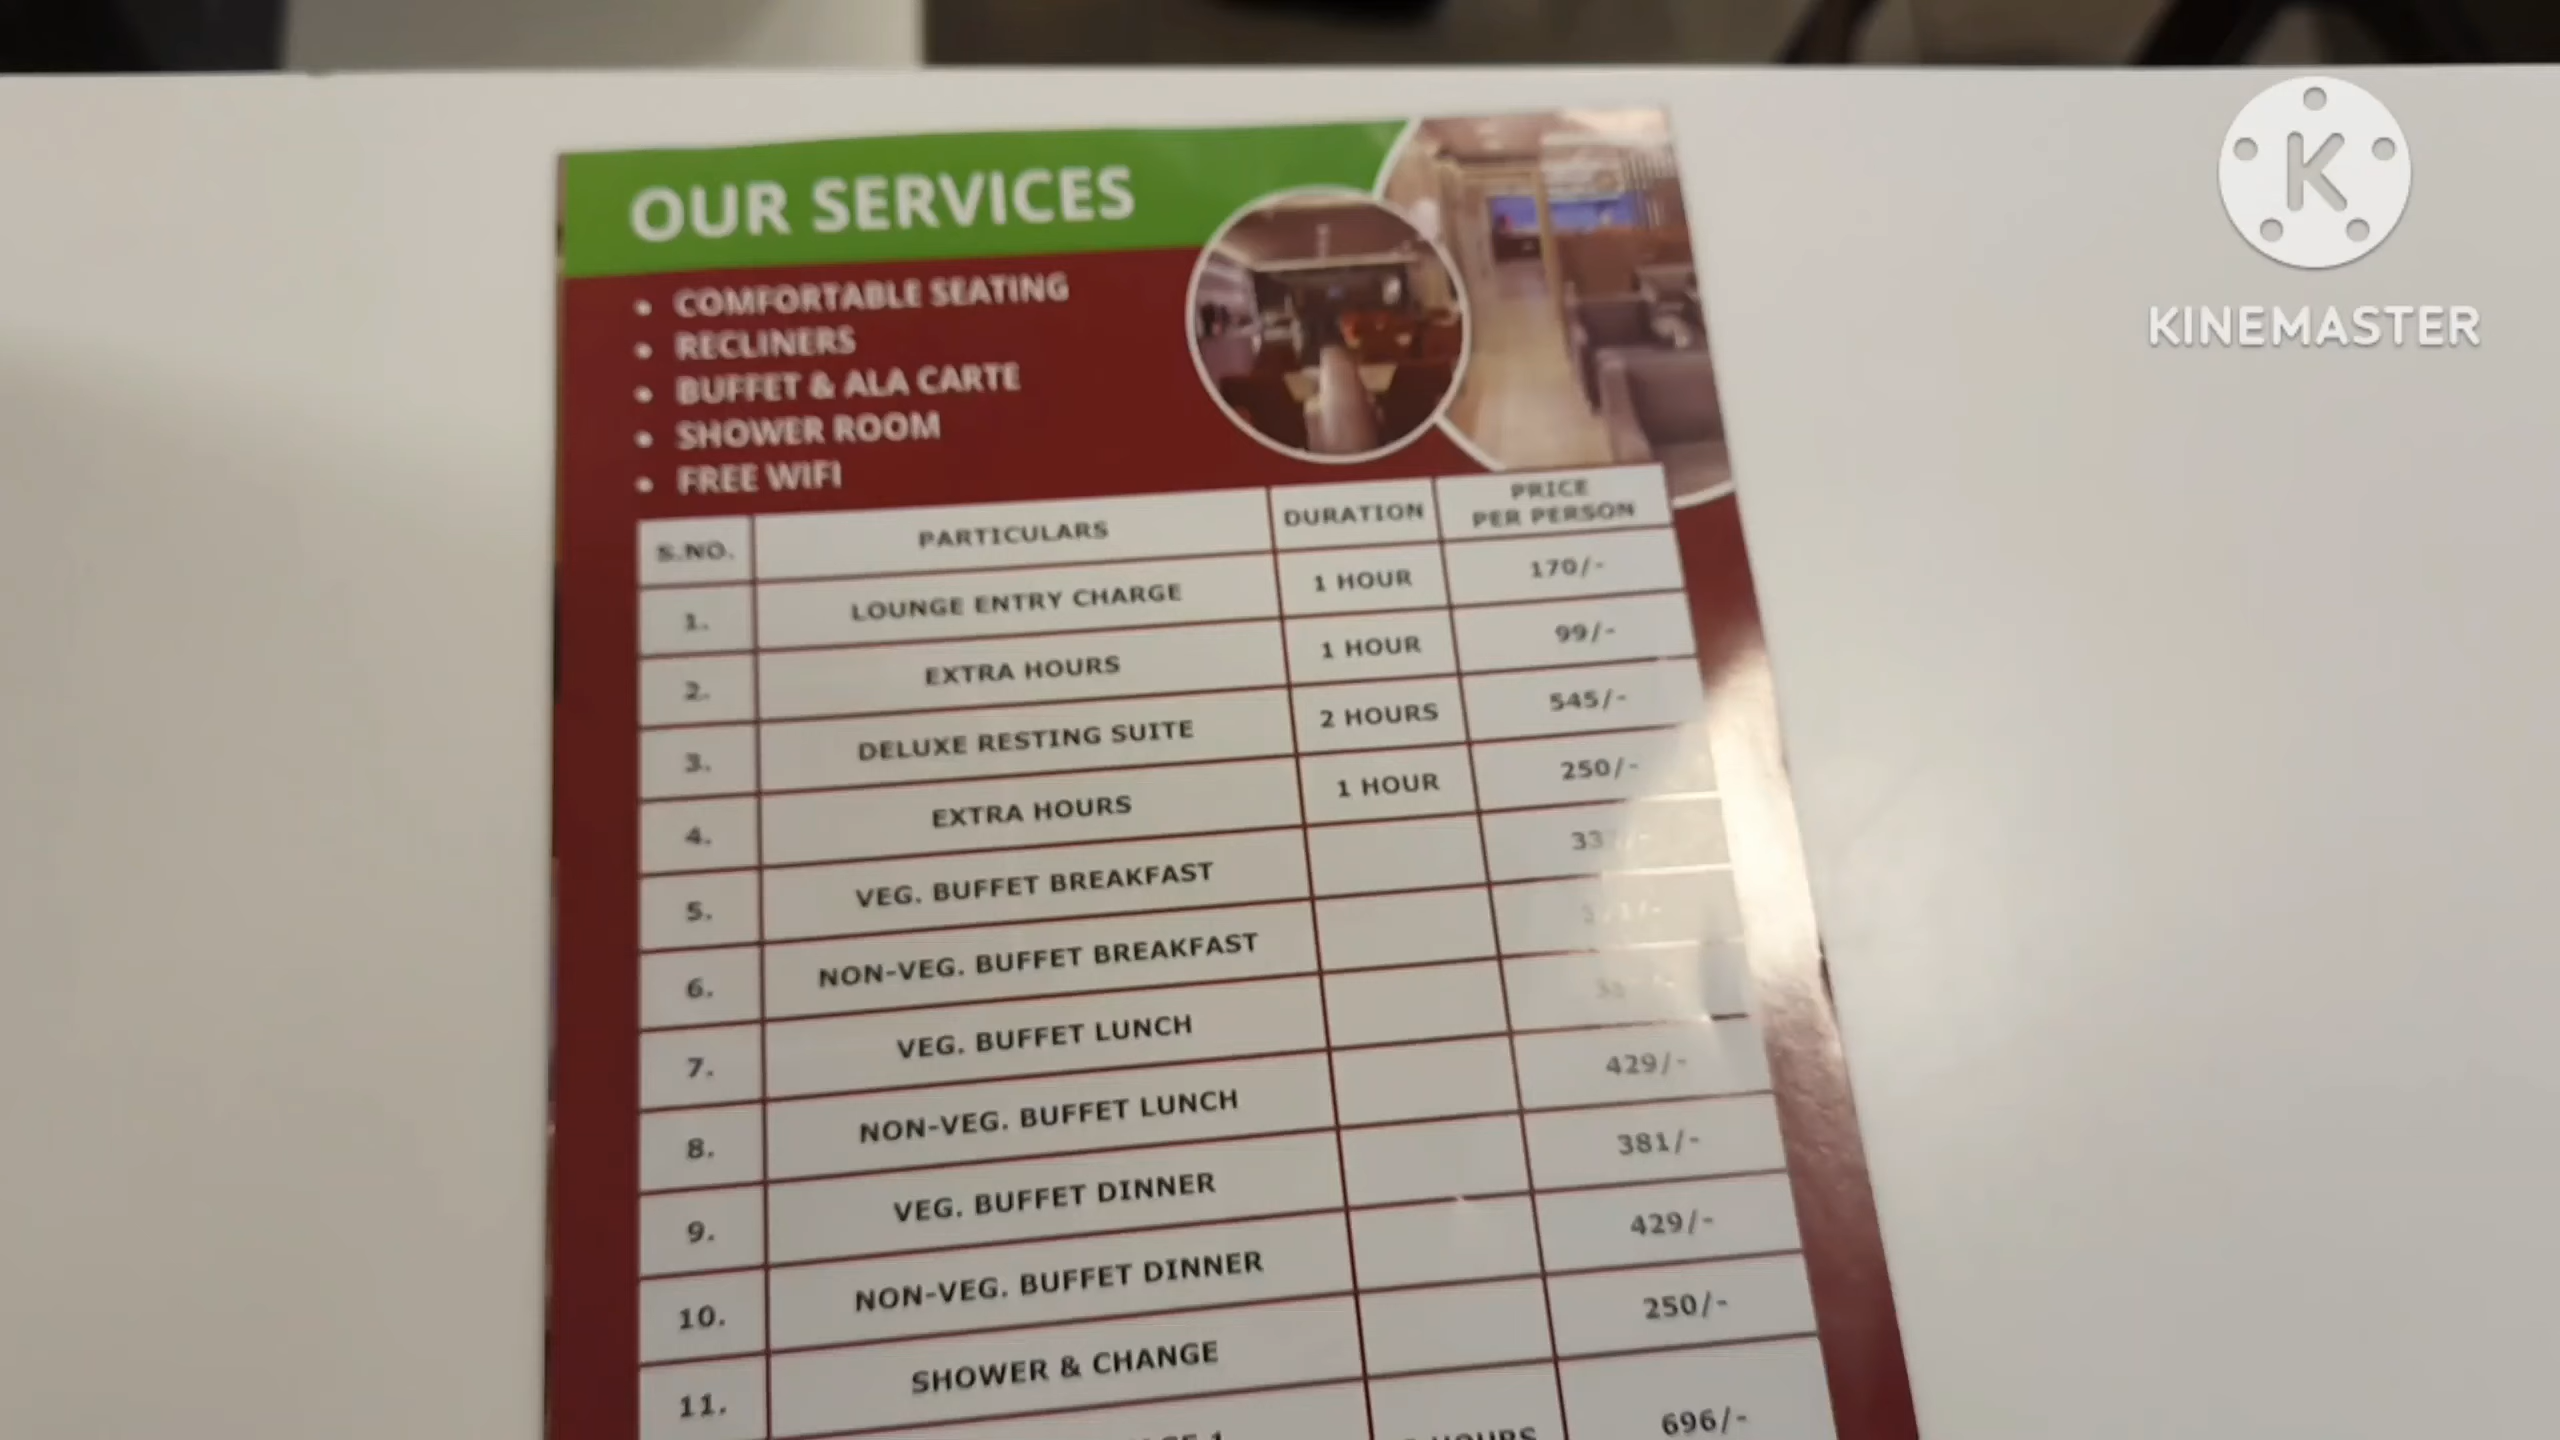 OUR SERVICES
• COMFORTABLE SEATING
• RECLINERS
• BUFFET & ALA CARTE
• SHOWER ROOM
• FREE WIFI
S.NO. PARTICULARS DURATION PRICE PER PERSON
1. LOUNGE ENTRY CHARGE 1 HOUR 170/-
2. EXTRA HOURS 1 HOUR 99/-
3. DELUXE RESTING SUITE 2 HOURS 545/-
4. EXTRA HOURS 1 HOUR 250/-
5. VEG. BUFFET BREAKFAST
6. NON-VEG. BUFFET BREAKFAST
7. VEG. BUFFET LUNCH
8. NON-VEG. BUFFET LUNCH 429/-
9. VEG. BUFFET DINNER 381/-
10. NON-VEG. BUFFET DINNER 429/-
11. SHOWER & CHANGE 250/-
HOURS 696/-
K
KINEMASTER